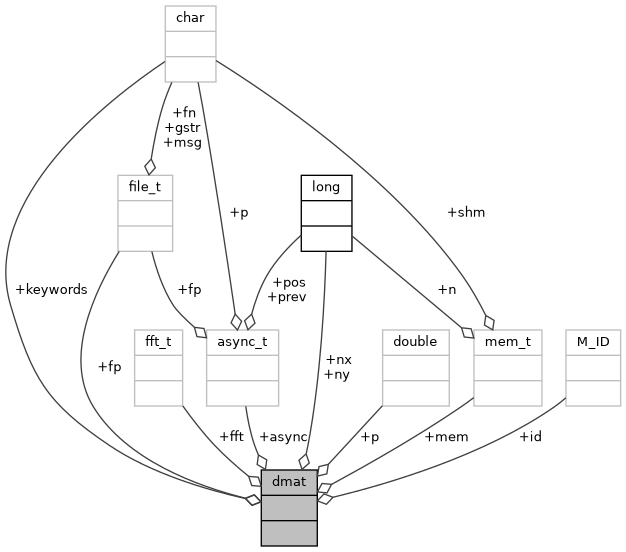 char
+fn
+gstr
+msg
file_t
long
+p
+shm
+keywords
+fp
+pos
+prev
+n
fft_t
async_t
double
mem_t
M_ID
+fp
+nx
+ny
+fft
+async
+p
+mem
+id
dmat